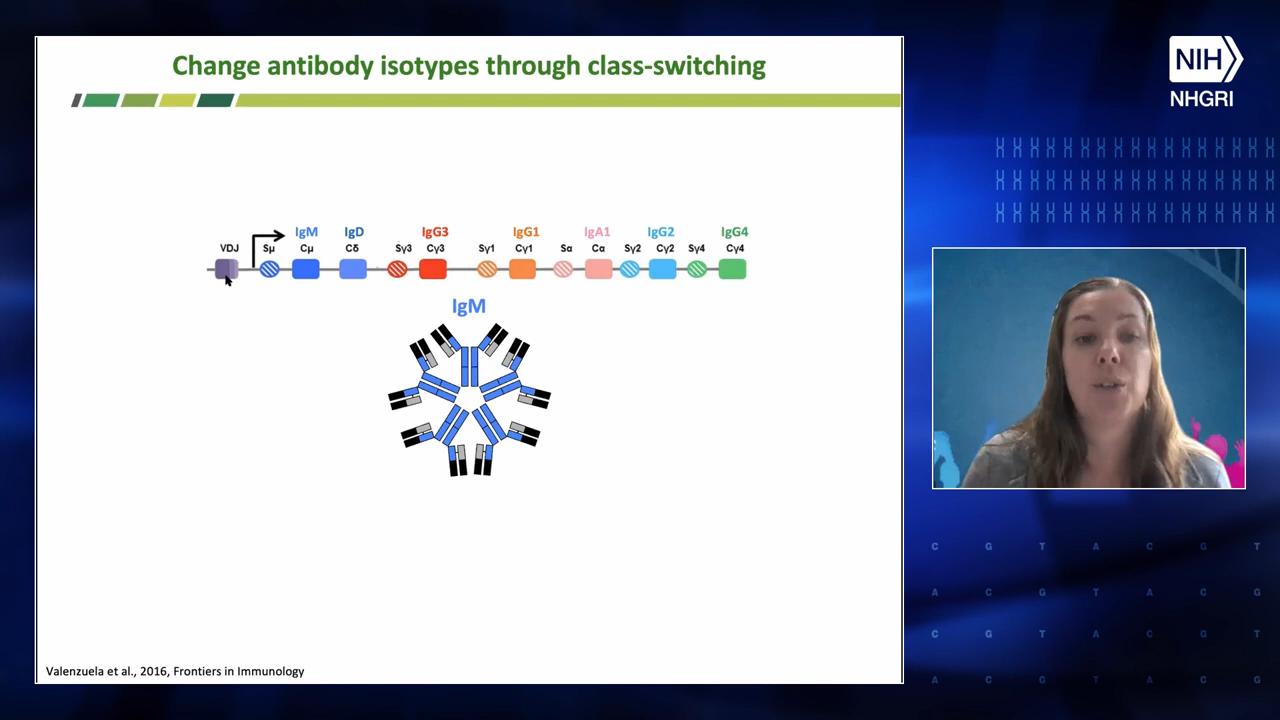 Change antibody isotypes through class-switching
NIH
NHGRI
IgM IgD IgG3 IgG1 IgA1 IgG2 IgG4
VDJ Sμ Cμ Cδ Sγ3 Cγ3 Sγ1 Cγ1 Sα Cα Sγ2 Cγ2 Sγ4 Cγ4
IgM
C G T A C G T
A C G T A C G
C G T A C G T
A C G T A C G
Valenzuela et al., 2016, Frontiers in Immunology